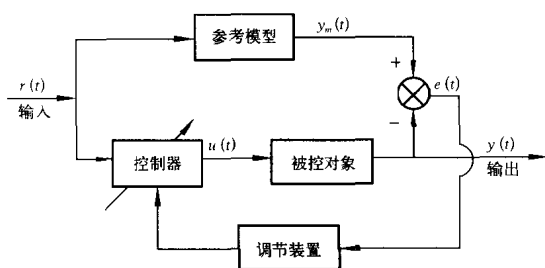 参考模型
y_m(t)
+
e(t)
r(t)
输入
−
控制器
u(t)
被控对象
y(t)
输出
调节装置